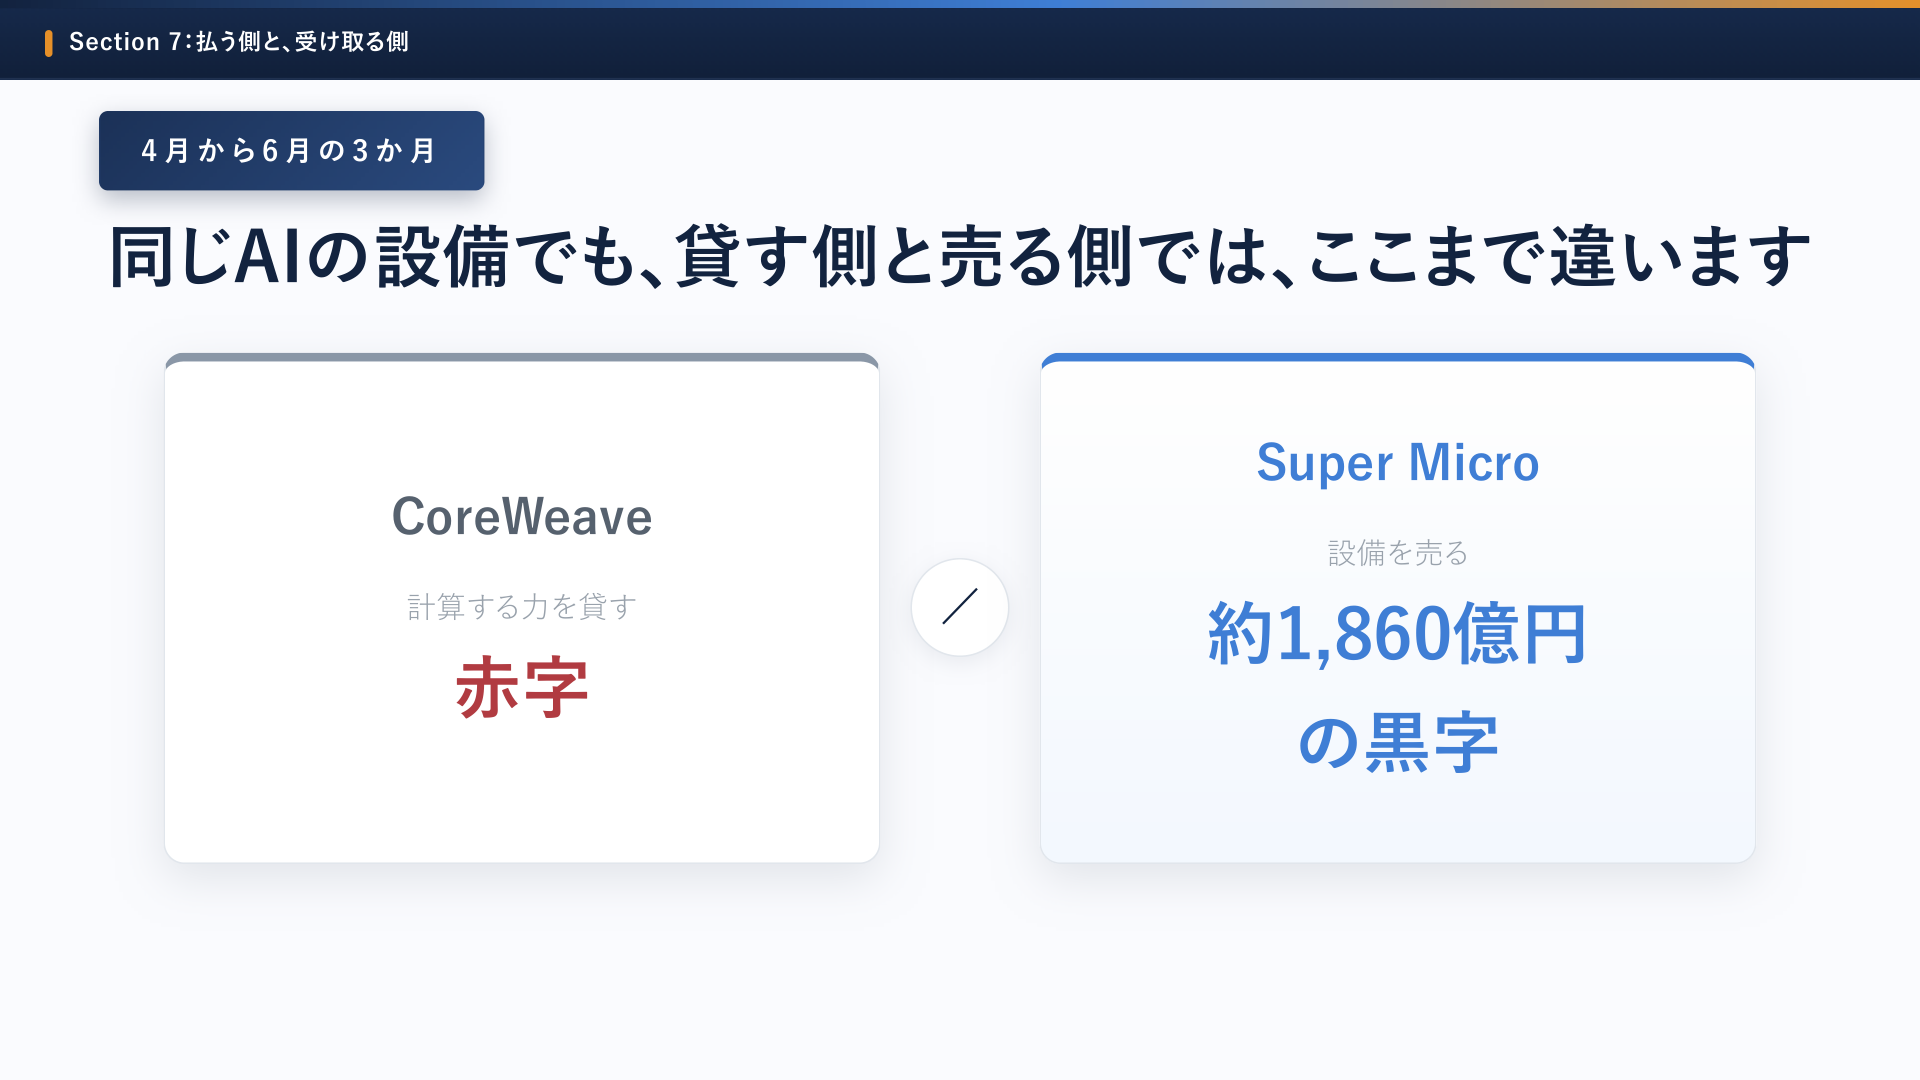 Section 7：払う側と、受け取る側
4月から6月の3か月
同じAIの設備でも、貸す側と売る側では、ここまで違います
CoreWeave
計算する力を貸す
赤字
／
Super Micro
設備を売る
約1,860億円
の黒字